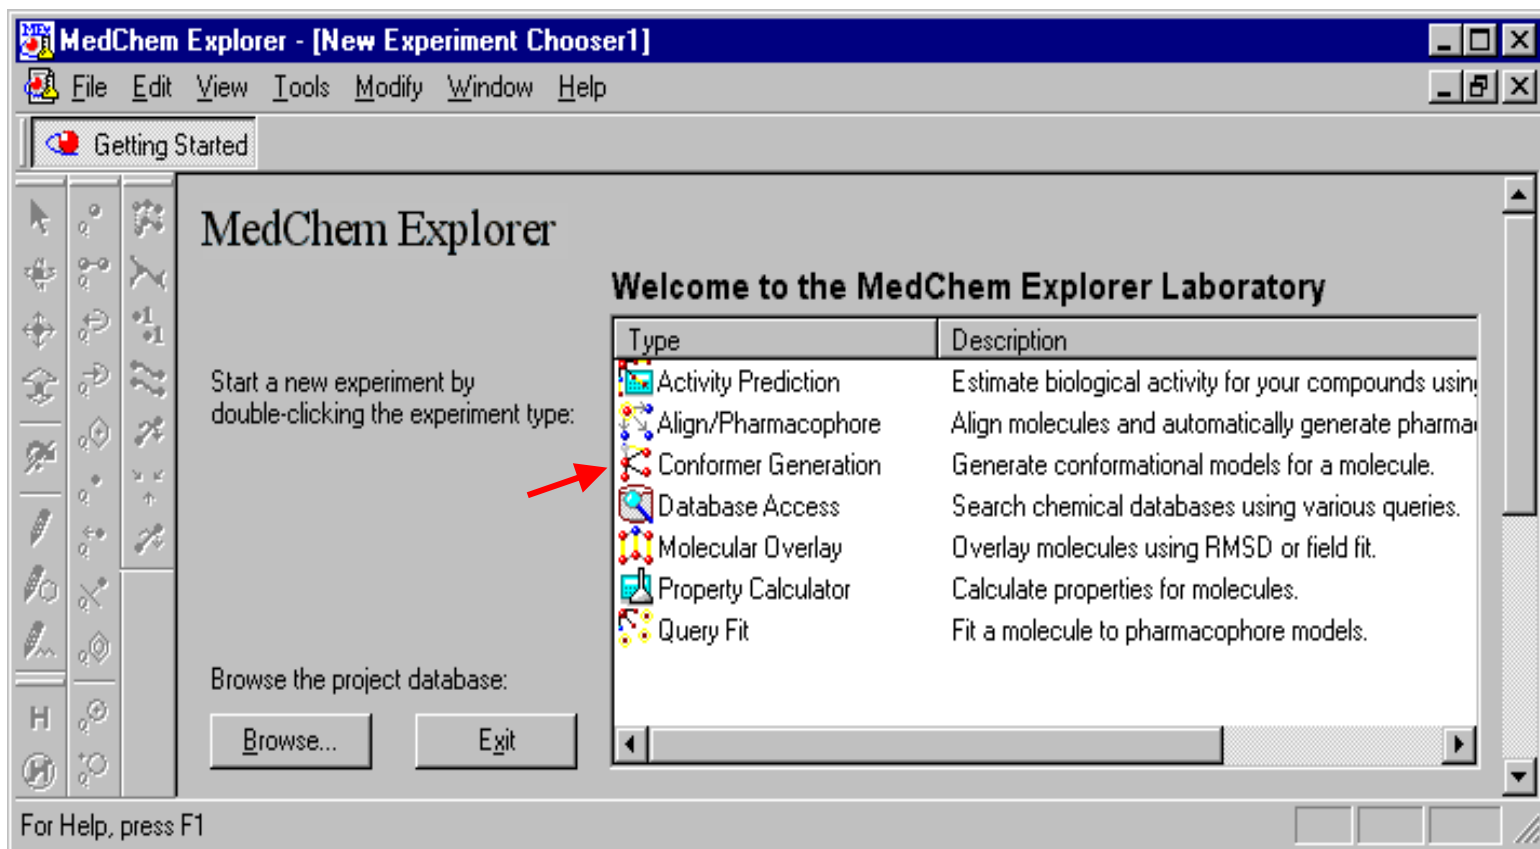 MedChem Explorer - [New Experiment Chooser1]
File Edit View Tools Modify Window Help
Getting Started
MedChem Explorer
Welcome to the MedChem Explorer Laboratory
Type Description
Start a new experiment by
double-clicking the experiment type:
Activity Prediction Estimate biological activity for your compounds using
Align/Pharmacophore Align molecules and automatically generate pharma
Conformer Generation Generate conformational models for a molecule.
Database Access Search chemical databases using various queries.
Molecular Overlay Overlay molecules using RMSD or field fit.
Property Calculator Calculate properties for molecules.
Query Fit Fit a molecule to pharmacophore models.
Browse the project database:
Browse... Exit
H
H
For Help, press F1